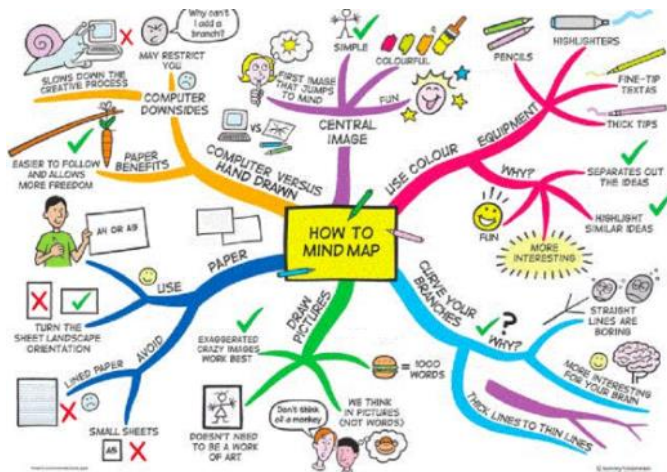 HOW TO
MIND MAP
CENTRAL
IMAGE
FIRST IMAGE
THAT JUMPS
TO MIND
SIMPLE
COLOURFUL
FUN
USE COLOUR
EQUIPMENT
PENCILS
HIGHLIGHTERS
FINE-TIP
TEXTAS
THICK TIPS
WHY?
SEPARATES OUT
THE IDEAS
HIGHLIGHT
SIMILAR IDEAS
MORE
INTERESTING
FUN
CURVE YOUR
BRANCHES
?
WHY?
STRAIGHT
LINES ARE
BORING
MORE INTERESTING
FOR YOUR BRAIN
THICK LINES TO THIN LINES
DRAW
PICTURES
= 1000
WORDS
WE THINK
IN PICTURES
(NOT WORDS)
Don't think
of a monkey
DOESN'T NEED
TO BE A WORK
OF ART
EXAGGERATED
CRAZY IMAGES
WORK BEST
PAPER
USE
A4 OR A3
TURN THE
SHEET LANDSCAPE
ORIENTATION
AVOID
LINED PAPER
SMALL SHEETS
A5
COMPUTER VERSUS
HAND DRAWN
VS
PAPER
BENEFITS
EASIER TO FOLLOW
AND ALLOWS
MORE FREEDOM
COMPUTER
DOWNSIDES
SLOWS DOWN THE
CREATIVE PROCESS
MAY RESTRICT
YOU
Why can't
I add a
branch?